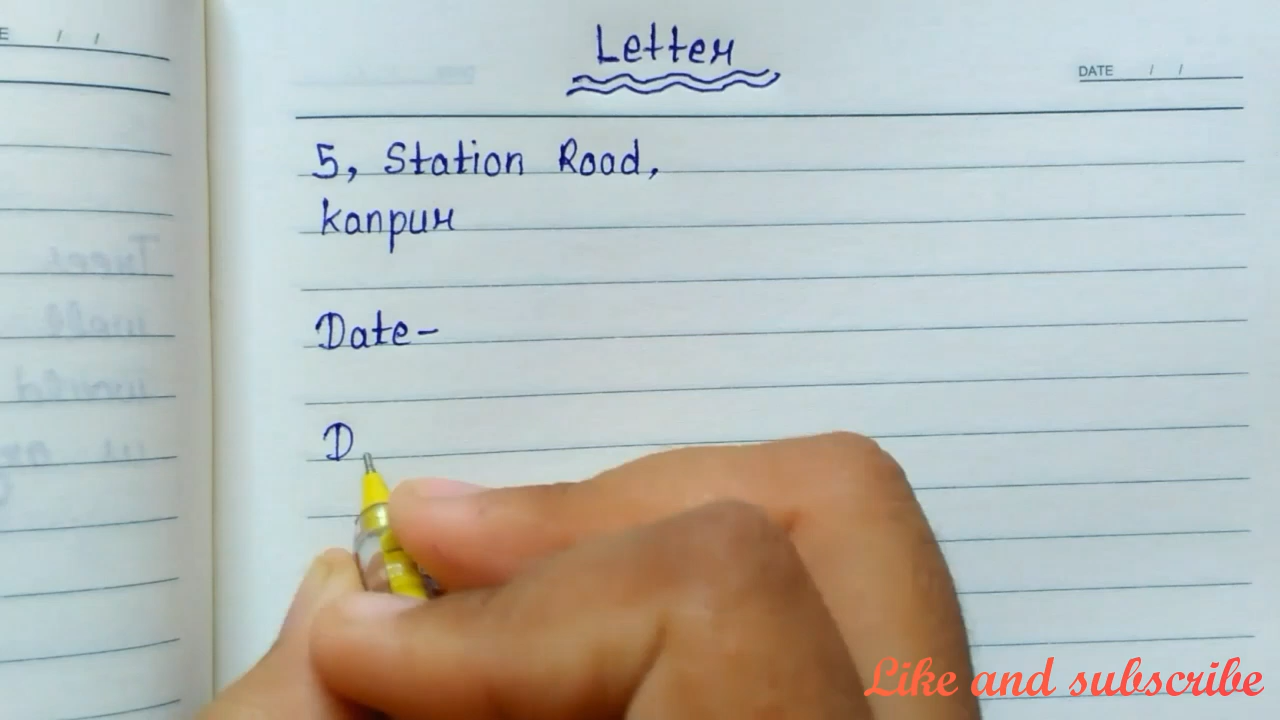 Letter
E / /
DATE / /
5, Station Road,
Kanpur
Date-
D
Like and subscribe